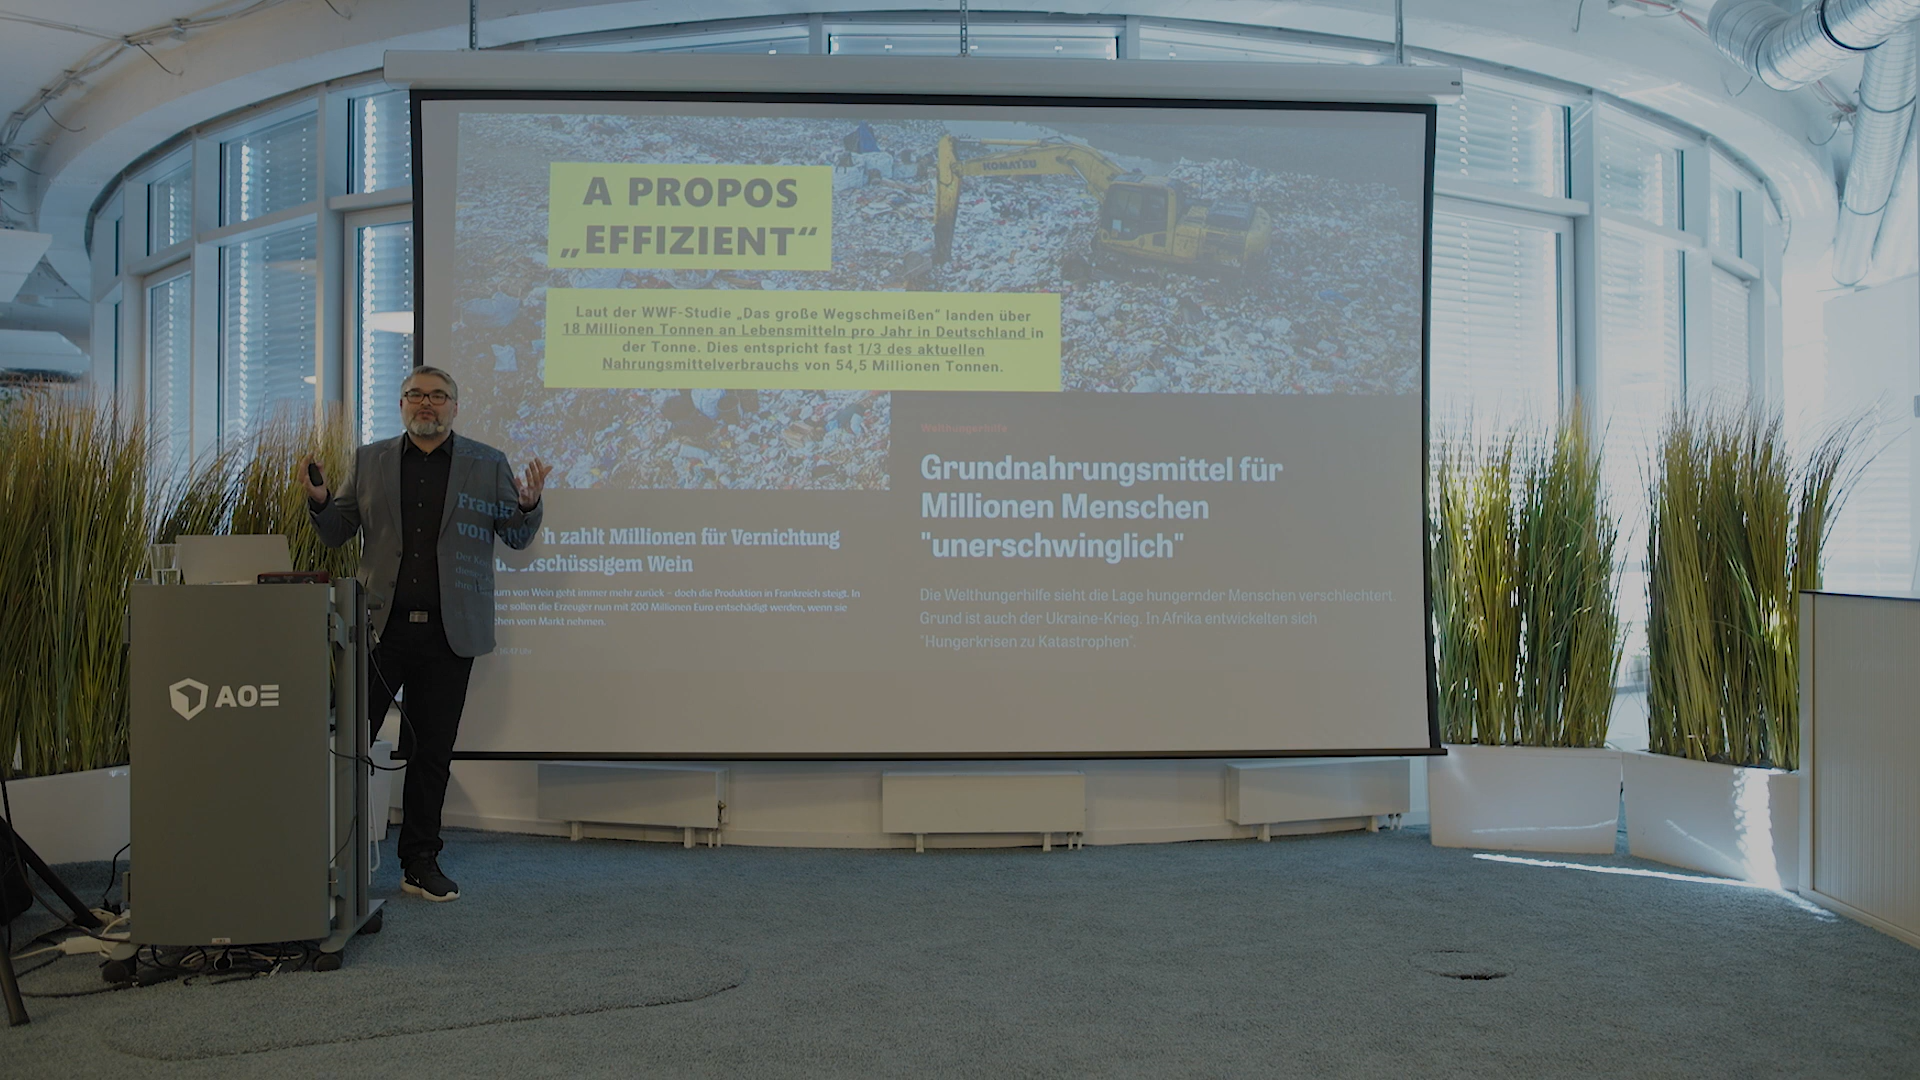 KOMATSU
A PROPOS
„EFFIZIENT“
Laut der WWF-Studie „Das große Wegschmeißen“ landen über
18 Millionen Tonnen an Lebensmitteln pro Jahr in Deutschland in
der Tonne. Dies entspricht fast 1/3 des aktuellen
Nahrungsmittelverbrauchs von 54,5 Millionen Tonnen.
Welthungerhilfe
Grundnahrungsmittel für
Millionen Menschen
"unerschwinglich"
Die Welthungerhilfe sieht die Lage hungernder Menschen verschlechtert.
Grund ist auch der Ukraine-Krieg. In Afrika entwickelten sich
"Hungerkrisen zu Katastrophen".
zahlt Millionen für Vernichtung
von überschüssigem Wein
von Wein geht immer mehr zurück – doch die Produktion in Frankreich steigt. In
sollen die Erzeuger nun mit 200 Millionen Euro entschädigt werden, wenn sie
vom Markt nehmen.
AOE